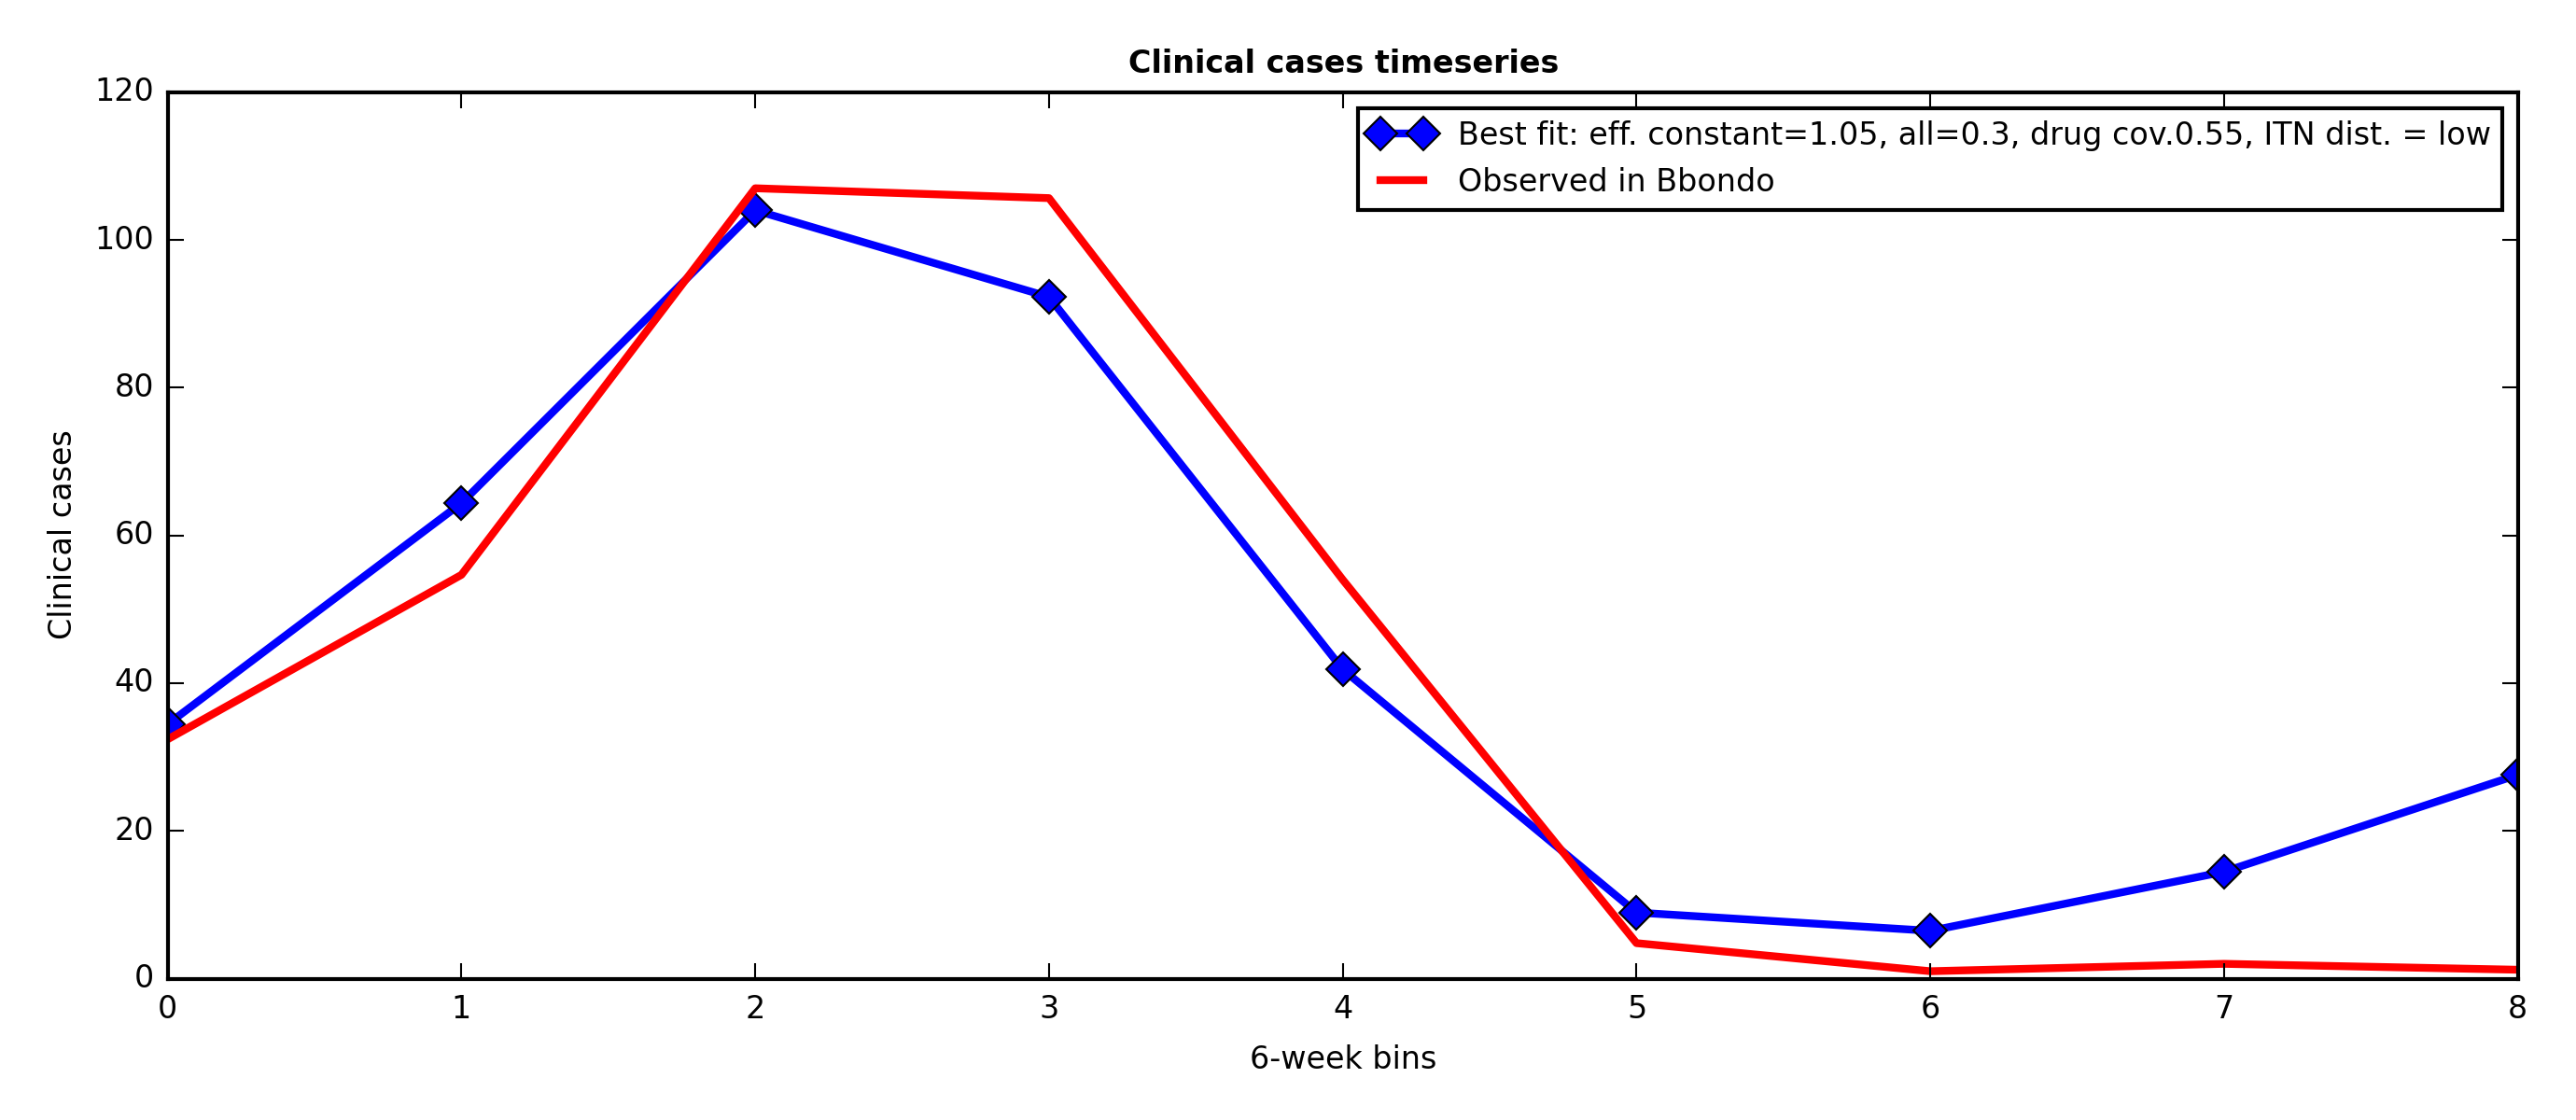 Clinical cases timeseries
Best fit: eff. constant=1.05, all=0.3, drug cov.0.55, ITN dist. = low
Observed in Bbondo
Clinical cases
120
100
80
60
40
20
0
0 1 2 3 4 5 6 7 8
6-week bins